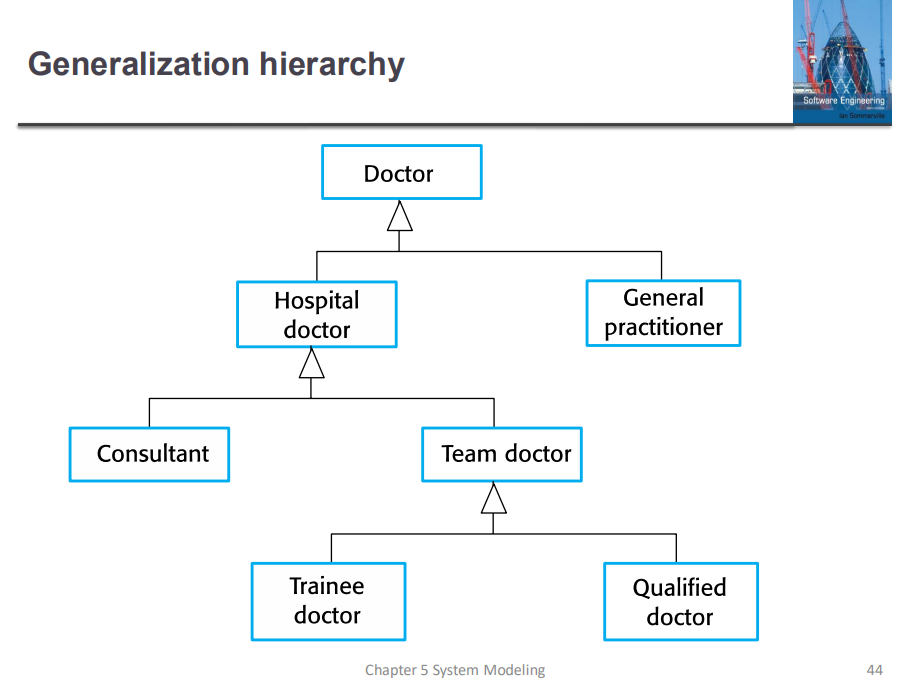 Generalization hierarchy
Software Engineering
Ian Sommerville
Doctor
Hospital
doctor
General
practitioner
Consultant
Team doctor
Trainee
doctor
Qualified
doctor
Chapter 5 System Modeling
44